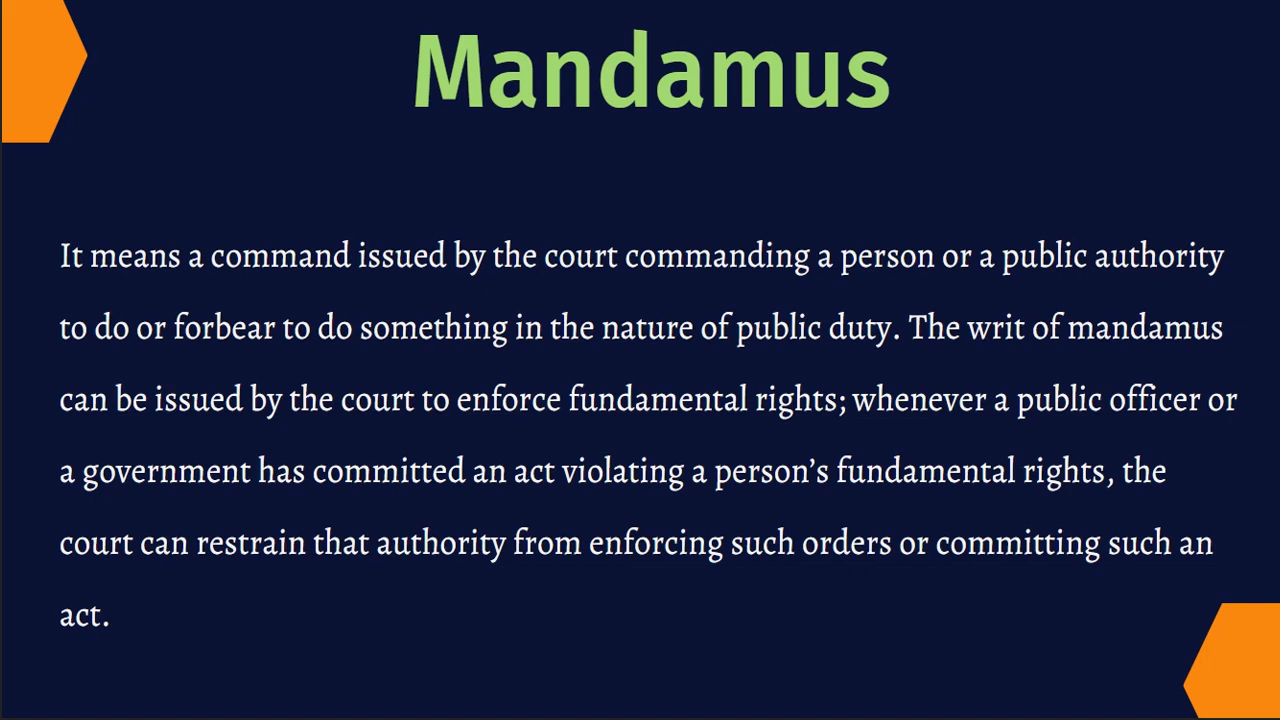 Mandamus
It means a command issued by the court commanding a person or a public authority
to do or forbear to do something in the nature of public duty. The writ of mandamus
can be issued by the court to enforce fundamental rights; whenever a public officer or
a government has committed an act violating a person’s fundamental rights, the
court can restrain that authority from enforcing such orders or committing such an
act.